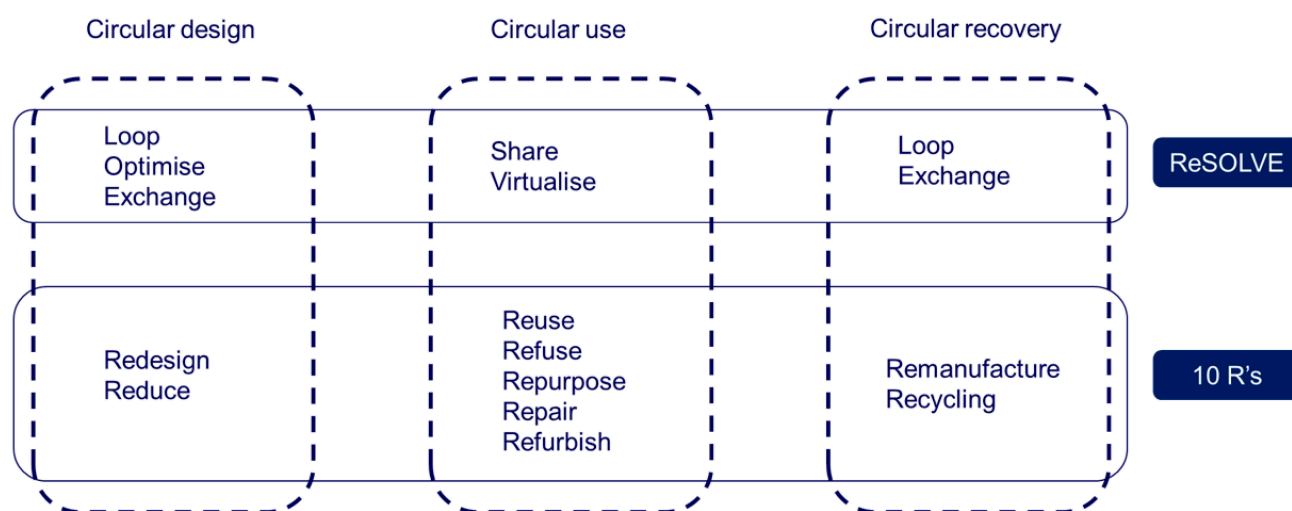 Circular design
Circular use
Circular recovery
Loop
Optimise
Exchange
Share
Virtualise
Loop
Exchange
ReSOLVE
Redesign
Reduce
Reuse
Refuse
Repurpose
Repair
Refurbish
Remanufacture
Recycling
10 R's